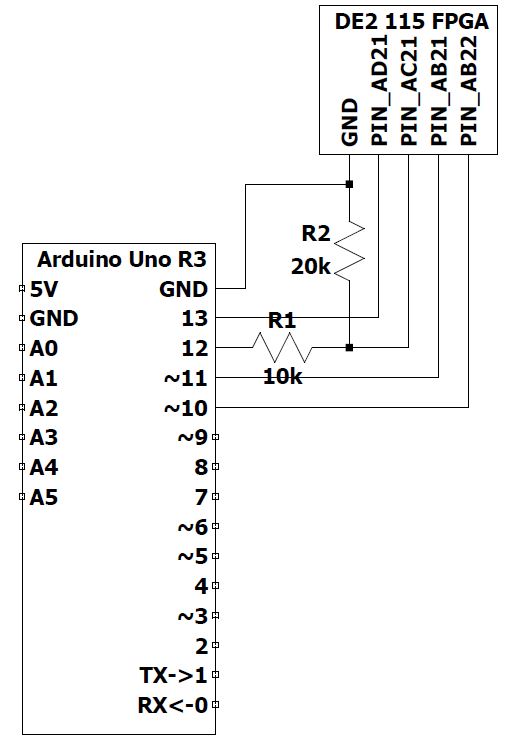 DE2 115 FPGA
GND
PIN_AD21
PIN_AC21
PIN_AB21
PIN_AB22
R2
20k
Arduino Uno R3
5V GND
GND 13
R1
A0 12
10k
A1 ~11
A2 ~10
A3 ~9
A4 8
A5 7
~6
~5
4
~3
2
TX->1
RX<-0